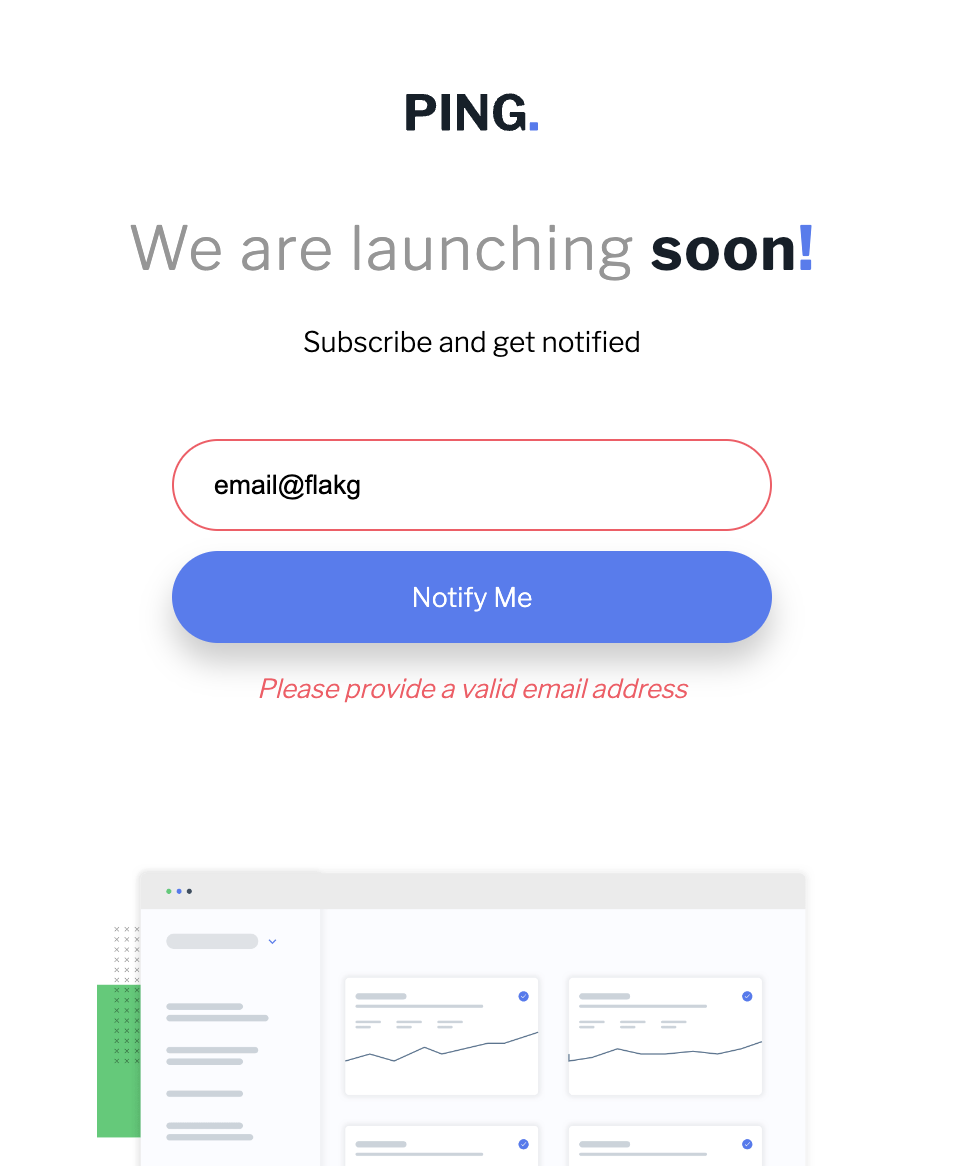 PING.
We are launching soon!
Subscribe and get notified
email@flakg
Notify Me
Please provide a valid email address